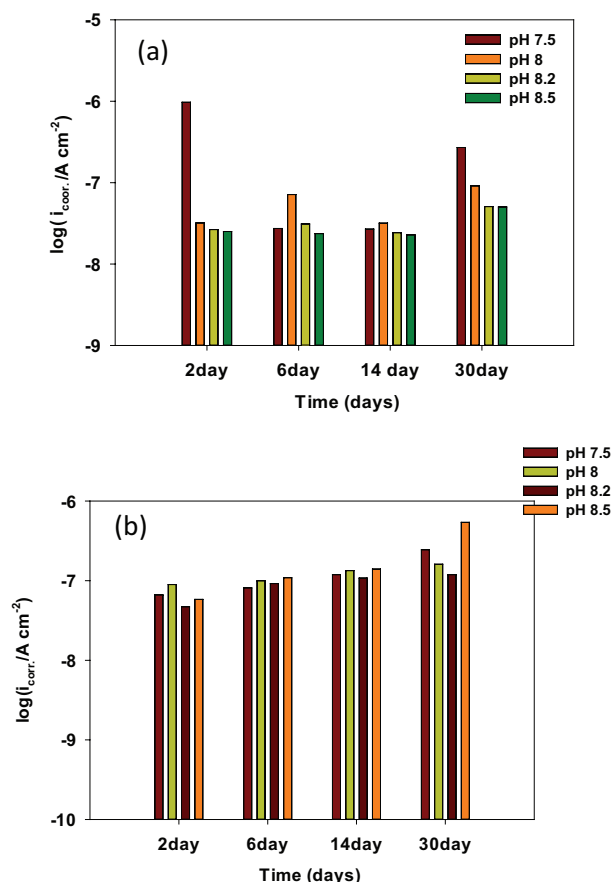 (a)
pH 7.5
pH 8
pH 8.2
pH 8.5
log( i_coor./A cm⁻²)
-5
-6
-7
-8
-9
2day 6day 14 day 30day
Time (days)
(b)
pH 7.5
pH 8
pH 8.2
pH 8.5
log(i_corr./A cm⁻²)
-6
-7
-8
-9
-10
2day 6day 14day 30day
Time (days)